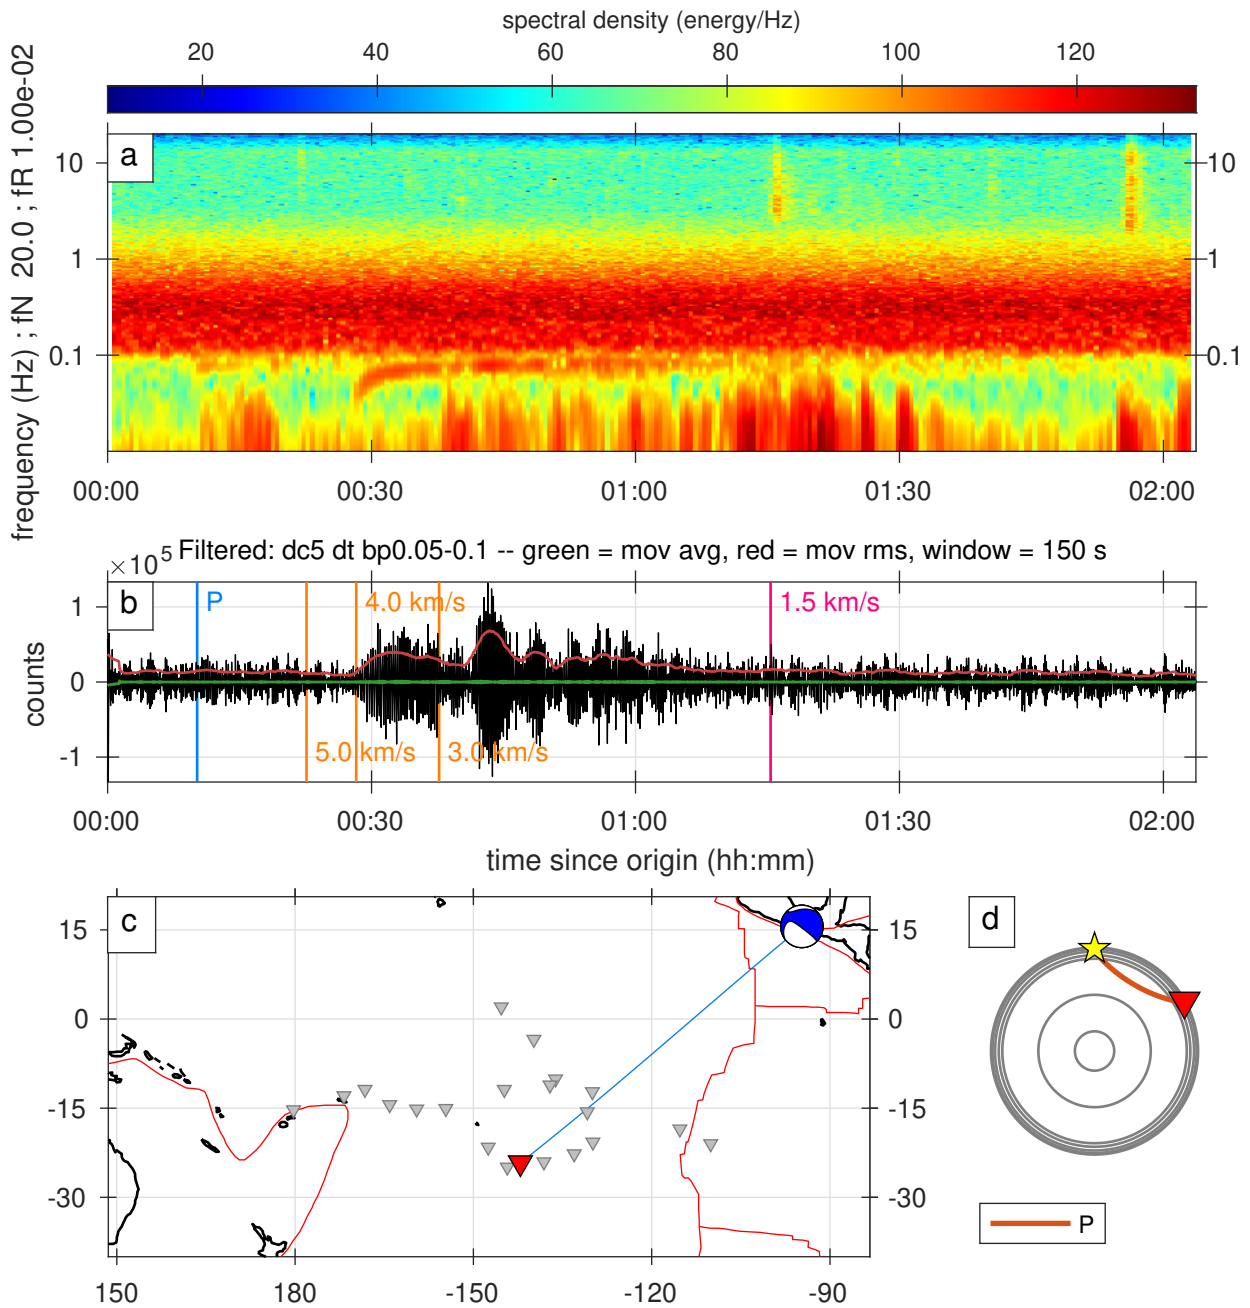 spectral density (energy/Hz)
20 40 60 80 100 120
frequency (Hz) ; fN 20.0 ; fR 1.00e-02
a
10 10
1 1
0.1 0.1
00:00 00:30 01:00 01:30 02:00
×10^5 Filtered: dc5 dt bp0.05-0.1 -- green = mov avg, red = mov rms, window = 150 s
b
P 4.0 km/s 1.5 km/s
5.0 km/s 3.0 km/s
counts
1
0
-1
00:00 00:30 01:00 01:30 02:00
time since origin (hh:mm)
c
15 15
0 0
-15 -15
-30 -30
150 180 -150 -120 -90
d
P